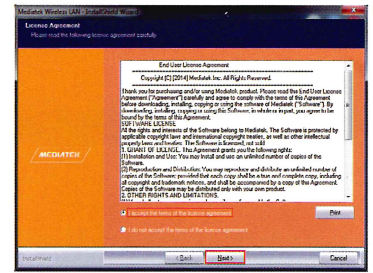 Mediatek Wireless LAN - InstallShield Wizard
License Agreement
Please read the following license agreement carefully.
End User License Agreement
Copyright (C) [2014] Mediatek, Inc. All Rights Reserved.
Thank you for purchasing and/or using Mediatek, product. Please read the End User License
Agreement ("Agreement") carefully and agree to comply with the terms of this Agreement
before downloading, installing, copying or using the software of Mediatek ("Software"). By
downloading, installing, copying or using this Software, in whole or in part, you agree to be
bound by the terms of this Agreement.
SOFTWARE LICENSE
All the rights and interests of the Software belong to Mediatek, The Software is protected by
applicable copyright laws and international copyright treaties, as well as other intellectual
property laws and treaties. The Software is licensed, not sold.
1. GRANT OF LICENSE. This Agreement grants you the following rights:
(1) Installation and Use: You may Install and use an unlimited number of copies of the
Software.
(2) Reproduction and Distribution: You may reproduce and distribute an unlimited number of
copies of the Software; provided that each copy shall be a true and complete copy, including
all copyright and trademark notices, and shall be accompanied by a copy of this Agreement.
Copies of the Software may be distributed only with your own product.
2. OTHER RIGHTS AND LIMITATIONS.
MEDIATEK
I accept the terms of the license agreement
Print
I do not accept the terms of the license agreement
InstallShield
< Back
Next >
Cancel